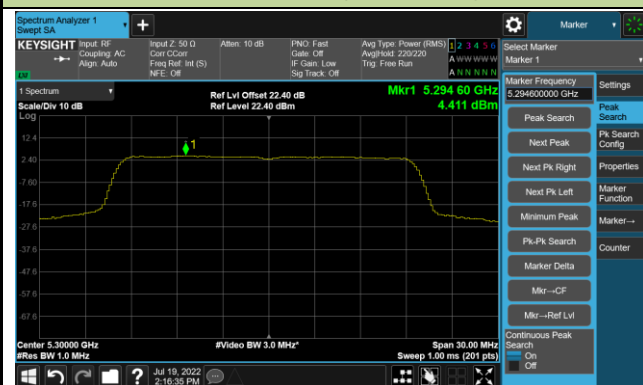 Spectrum Analyzer 1
Swept SA
+
Marker
KEYSIGHT
Input: RF
Coupling: AC
Align: Auto
Input Z: 50 Ω
Corr CCorr
Freq Ref: Int (S)
NFE: Off
Atten: 10 dB
PNO: Fast
Gate: Off
IF Gain: Low
Sig Track: Off
Avg Type: Power (RMS)
Avg|Hold: 220/220
Trig: Free Run
1 2 3 4 5 6
A W W W W W
A N N N N N
Select Marker
Marker 1
LXI
1 Spectrum
Scale/Div 10 dB
Log
Ref Lvl Offset 22.40 dB
Ref Level 22.40 dBm
Mkr1 5.294 60 GHz
4.411 dBm
12.4
2.40
-7.60
-17.6
-27.6
-37.6
-47.6
-57.6
-67.6
1
Center 5.30000 GHz
#Res BW 1.0 MHz
#Video BW 3.0 MHz*
Span 30.00 MHz
Sweep 1.00 ms (201 pts)
Marker Frequency
5.294600000 GHz
Peak Search
Next Peak
Next Pk Right
Next Pk Left
Minimum Peak
Pk-Pk Search
Marker Delta
Mkr→CF
Mkr→Ref Lvl
Continuous Peak
Search
On
Off
Settings
Peak
Search
Pk Search
Config
Properties
Marker
Function
Marker→
Counter
?
Jul 19, 2022
2:16:35 PM